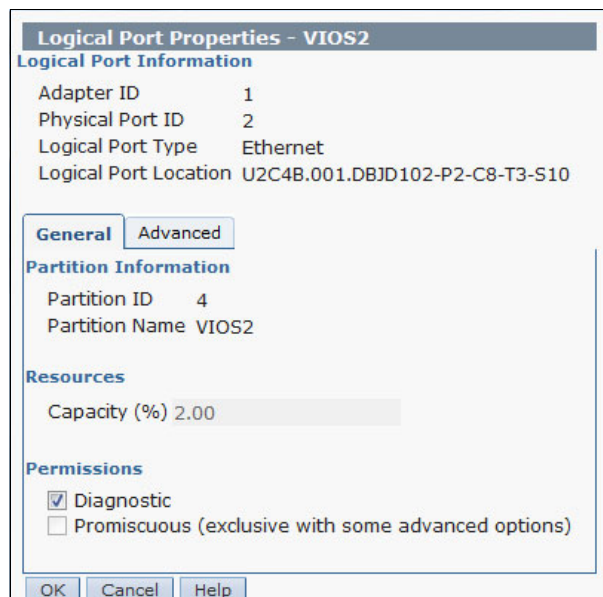 Logical Port Properties - VIOS2
Logical Port Information
Adapter ID 1
Physical Port ID 2
Logical Port Type Ethernet
Logical Port Location U2C4B.001.DBJD102-P2-C8-T3-S10
General Advanced
Partition Information
Partition ID 4
Partition Name VIOS2
Resources
Capacity (%) 2.00
Permissions
Diagnostic
Promiscuous (exclusive with some advanced options)
OK Cancel Help